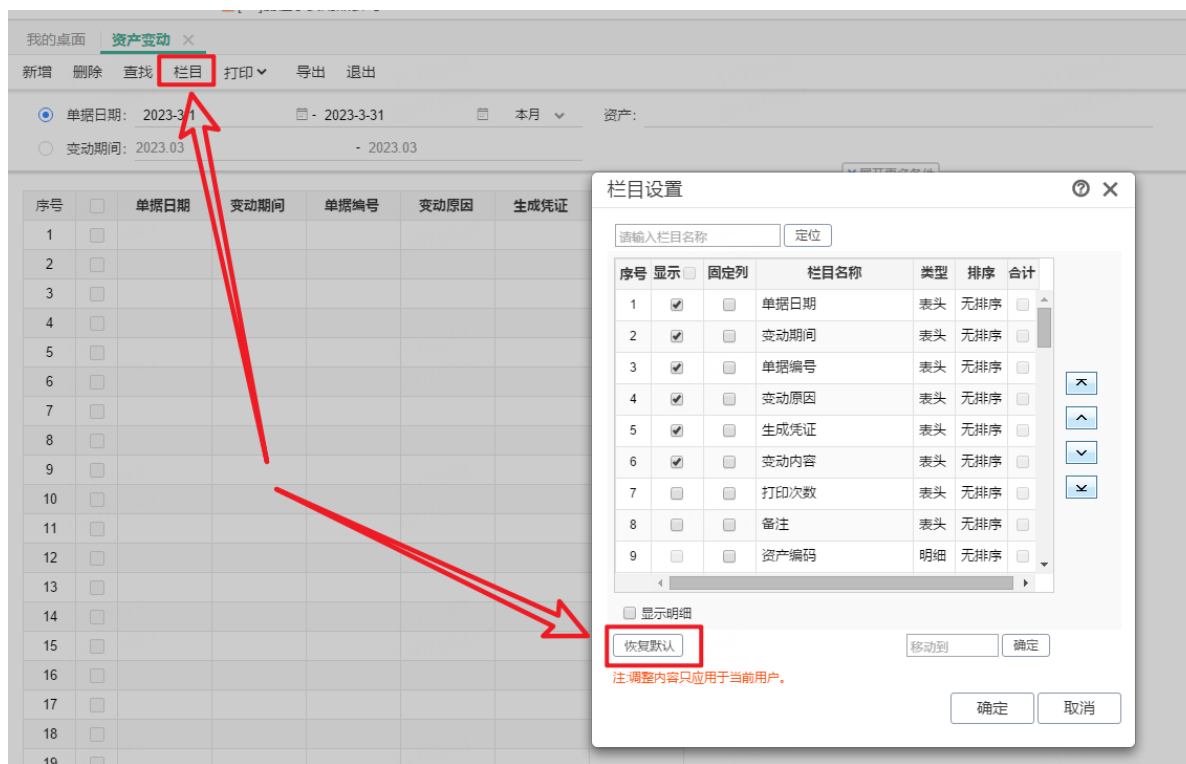 我的桌面 资产变动
新增 删除 查找 栏目 打印 导出 退出
单据日期: 2023-3-1 - 2023-3-31 本月 资产:
变动期间: 2023.03 - 2023.03
序号 单据日期 变动期间 单据编号 变动原因 生成凭证
1
2
3
4
5
6
7
8
9
10
11
12
13
14
15
16
17
18
19
栏目设置
请输入栏目名称 定位
序号 显示 固定列 栏目名称 类型 排序 合计
1 单据日期 表头 无排序
2 变动期间 表头 无排序
3 单据编号 表头 无排序
4 变动原因 表头 无排序
5 生成凭证 表头 无排序
6 变动内容 表头 无排序
7 打印次数 表头 无排序
8 备注 表头 无排序
9 资产编码 明细 无排序
显示明细
恢复默认 移动到 确定
注:调整内容只应用于当前用户。
确定 取消